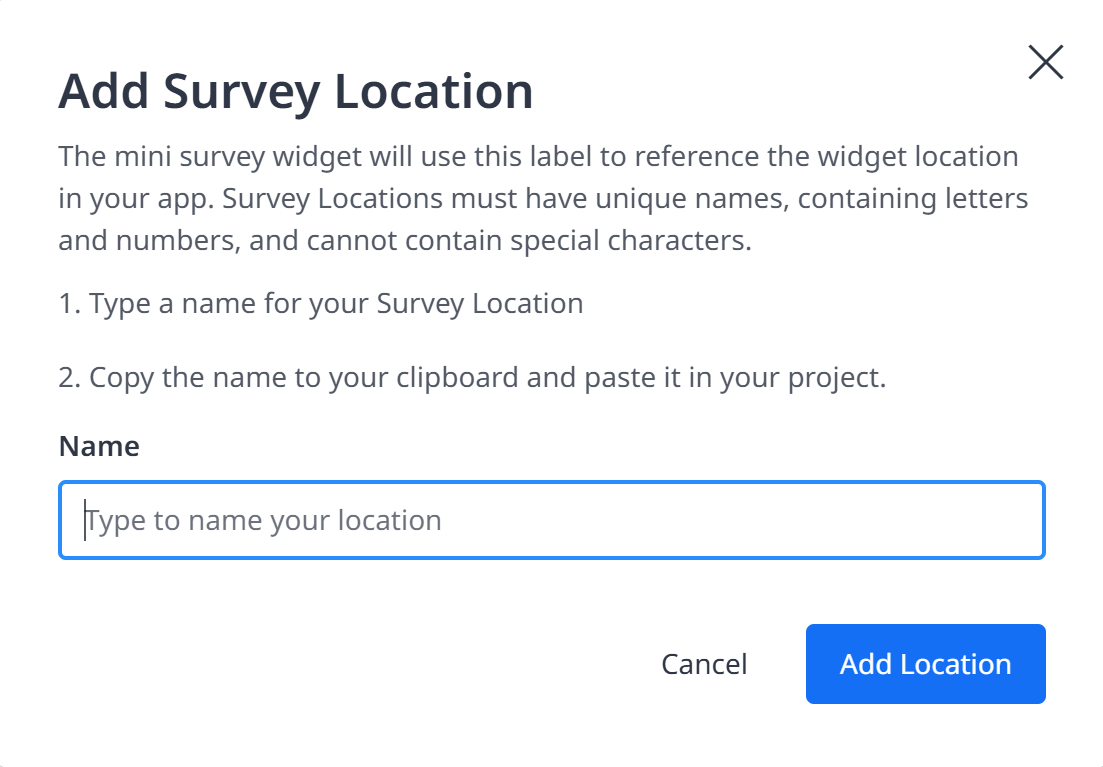 Add Survey Location
The mini survey widget will use this label to reference the widget location
in your app. Survey Locations must have unique names, containing letters
and numbers, and cannot contain special characters.
1. Type a name for your Survey Location
2. Copy the name to your clipboard and paste it in your project.
Name
Type to name your location
Cancel
Add Location